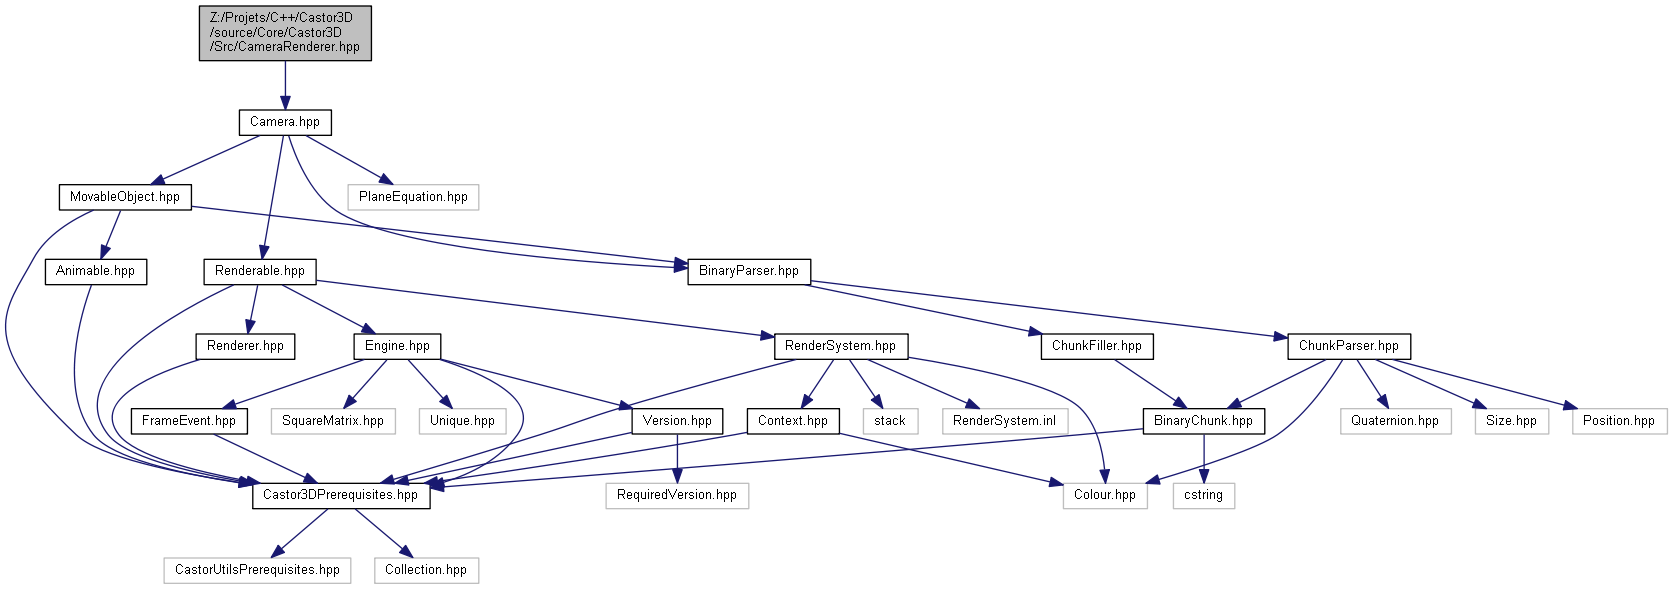 Z:/Projets/C++/Castor3D
/source/Core/Castor3D
/Src/CameraRenderer.hpp
Camera.hpp
MovableObject.hpp
PlaneEquation.hpp
Animable.hpp
Renderable.hpp
BinaryParser.hpp
Renderer.hpp
Engine.hpp
RenderSystem.hpp
ChunkFiller.hpp
ChunkParser.hpp
FrameEvent.hpp
SquareMatrix.hpp
Unique.hpp
Version.hpp
Context.hpp
stack
RenderSystem.inl
BinaryChunk.hpp
Quaternion.hpp
Size.hpp
Position.hpp
Castor3DPrerequisites.hpp
RequiredVersion.hpp
Colour.hpp
cstring
CastorUtilsPrerequisites.hpp
Collection.hpp